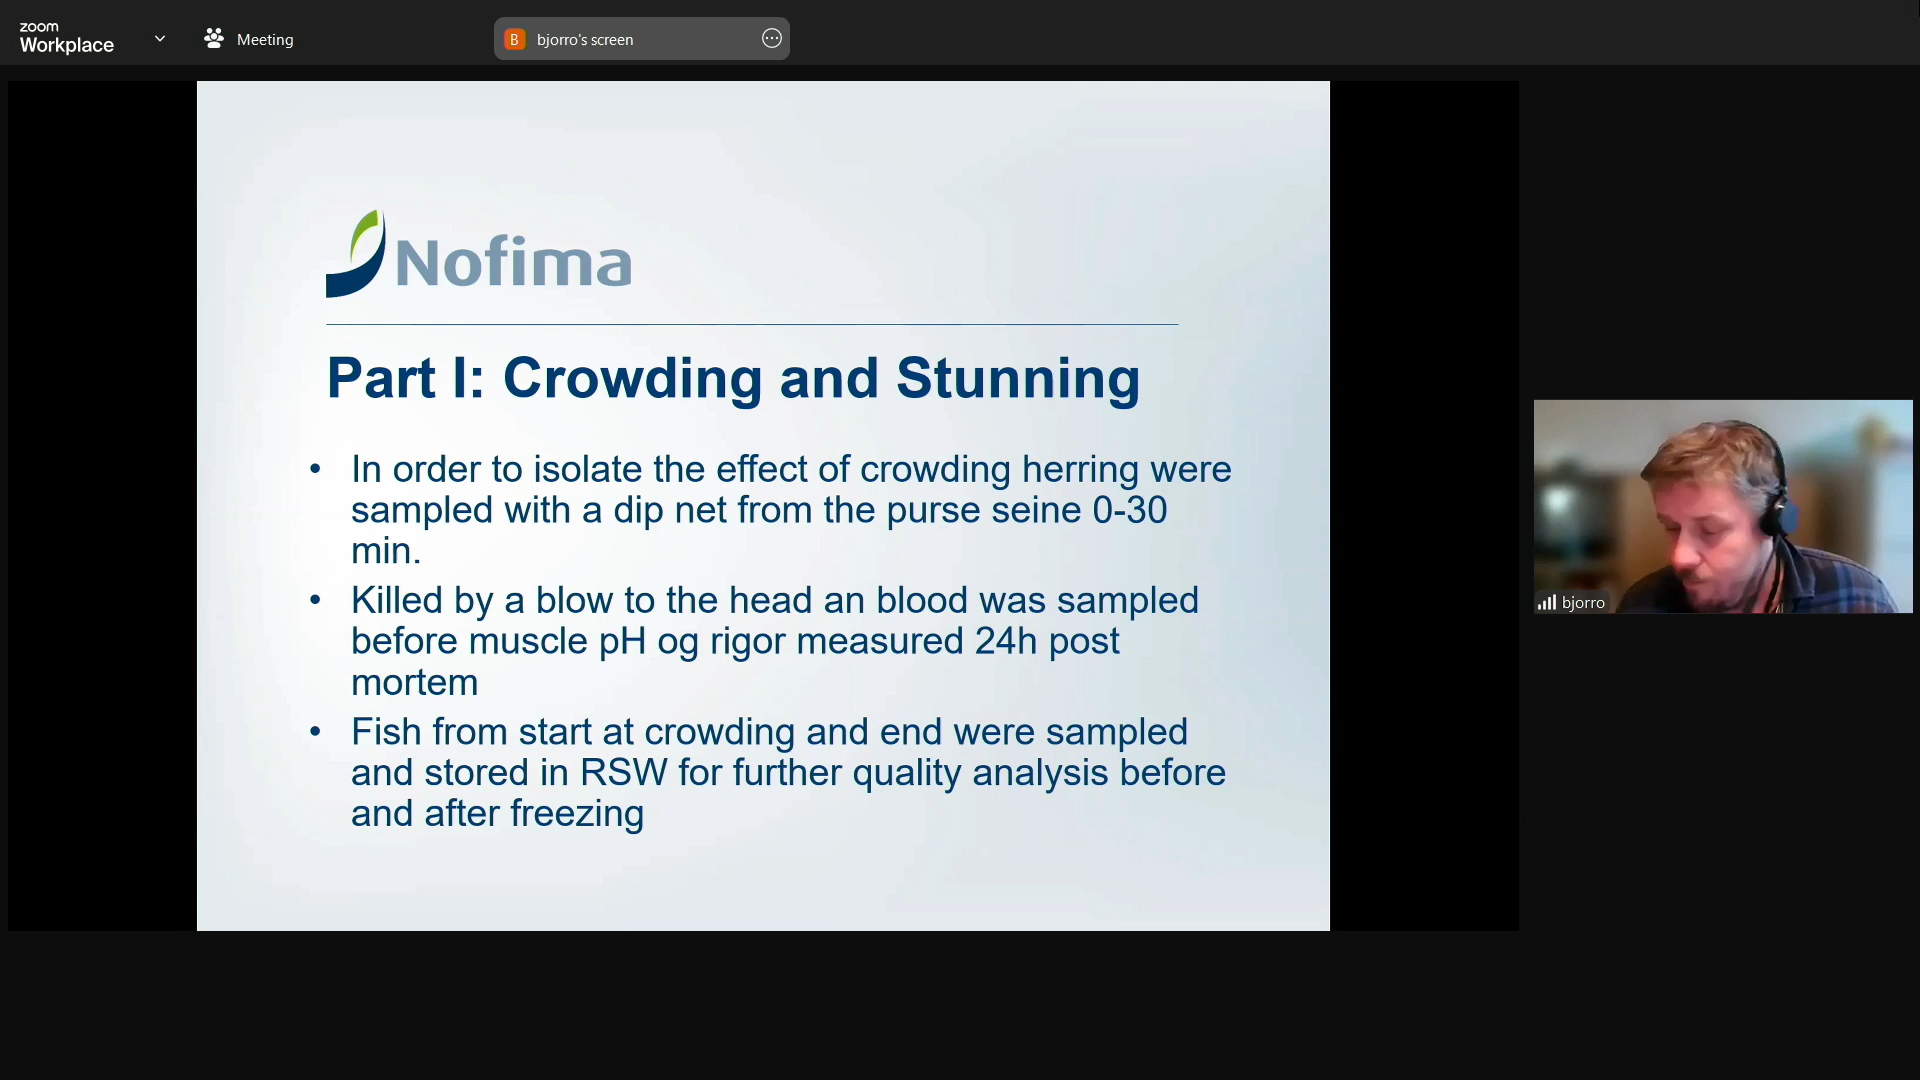 zoom
Workplace
Meeting
B bjorro's screen
Nofima
Part I: Crowding and Stunning
• In order to isolate the effect of crowding herring were
sampled with a dip net from the purse seine 0-30
min.
• Killed by a blow to the head an blood was sampled
before muscle pH og rigor measured 24h post
mortem
• Fish from start at crowding and end were sampled
and stored in RSW for further quality analysis before
and after freezing
bjorro